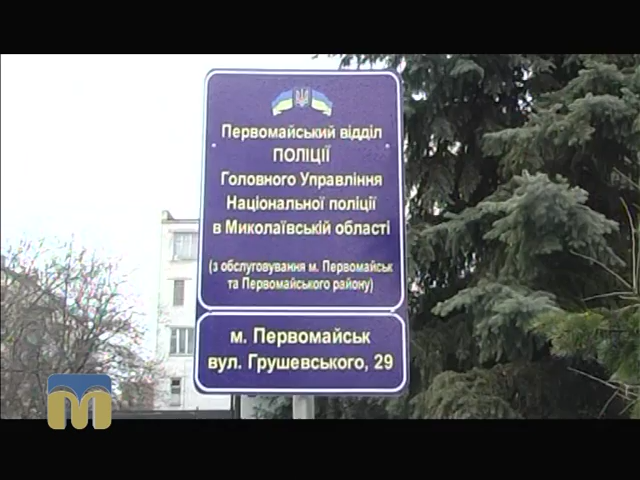 Первомайський відділ
ПОЛІЦІЇ
Головного Управління
Національної поліції
в Миколаївській області
(з обслуговування м. Первомайськ
та Первомайського району)
м. Первомайськ
вул. Грушевського, 29
М